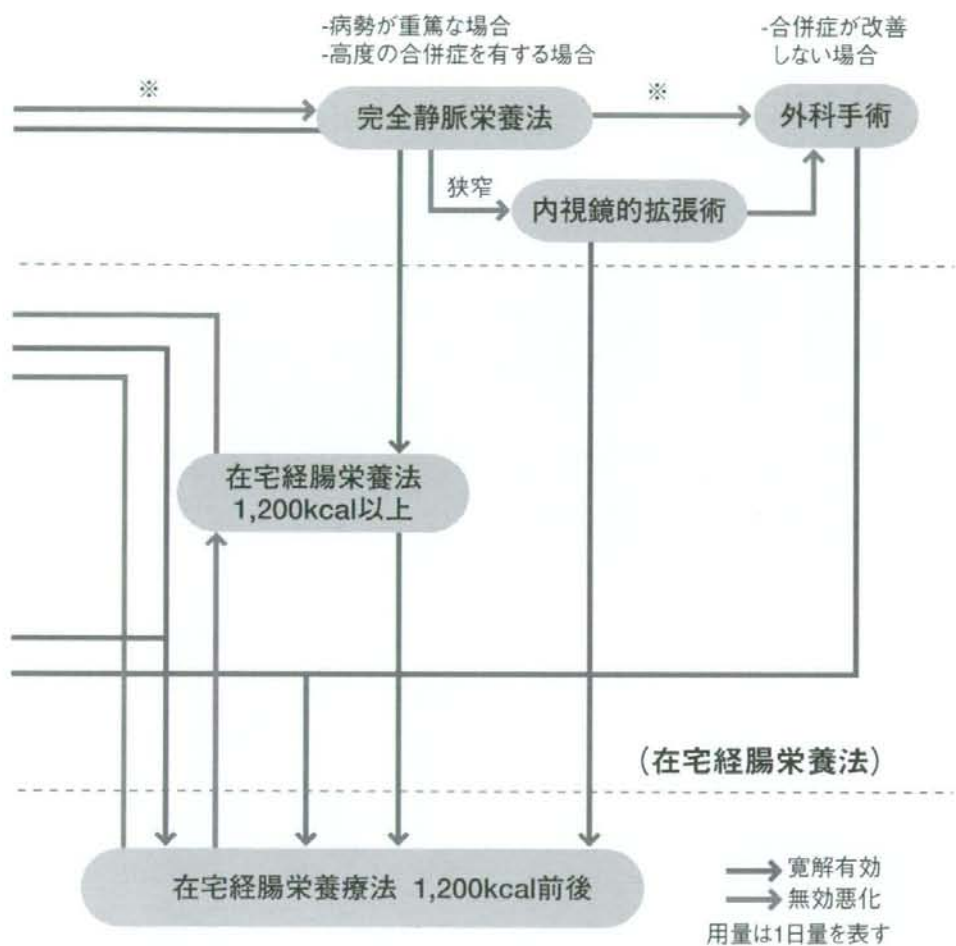 -病勢が重篤な場合
-高度の合併症を有する場合
-合併症が改善
しない場合
※
完全静脈栄養法
※
外科手術
狭窄
内視鏡的拡張術
在宅経腸栄養法
1,200kcal以上
(在宅経腸栄養法)
在宅経腸栄養療法 1,200kcal前後
寛解有効
無効悪化
用量は1日量を表す